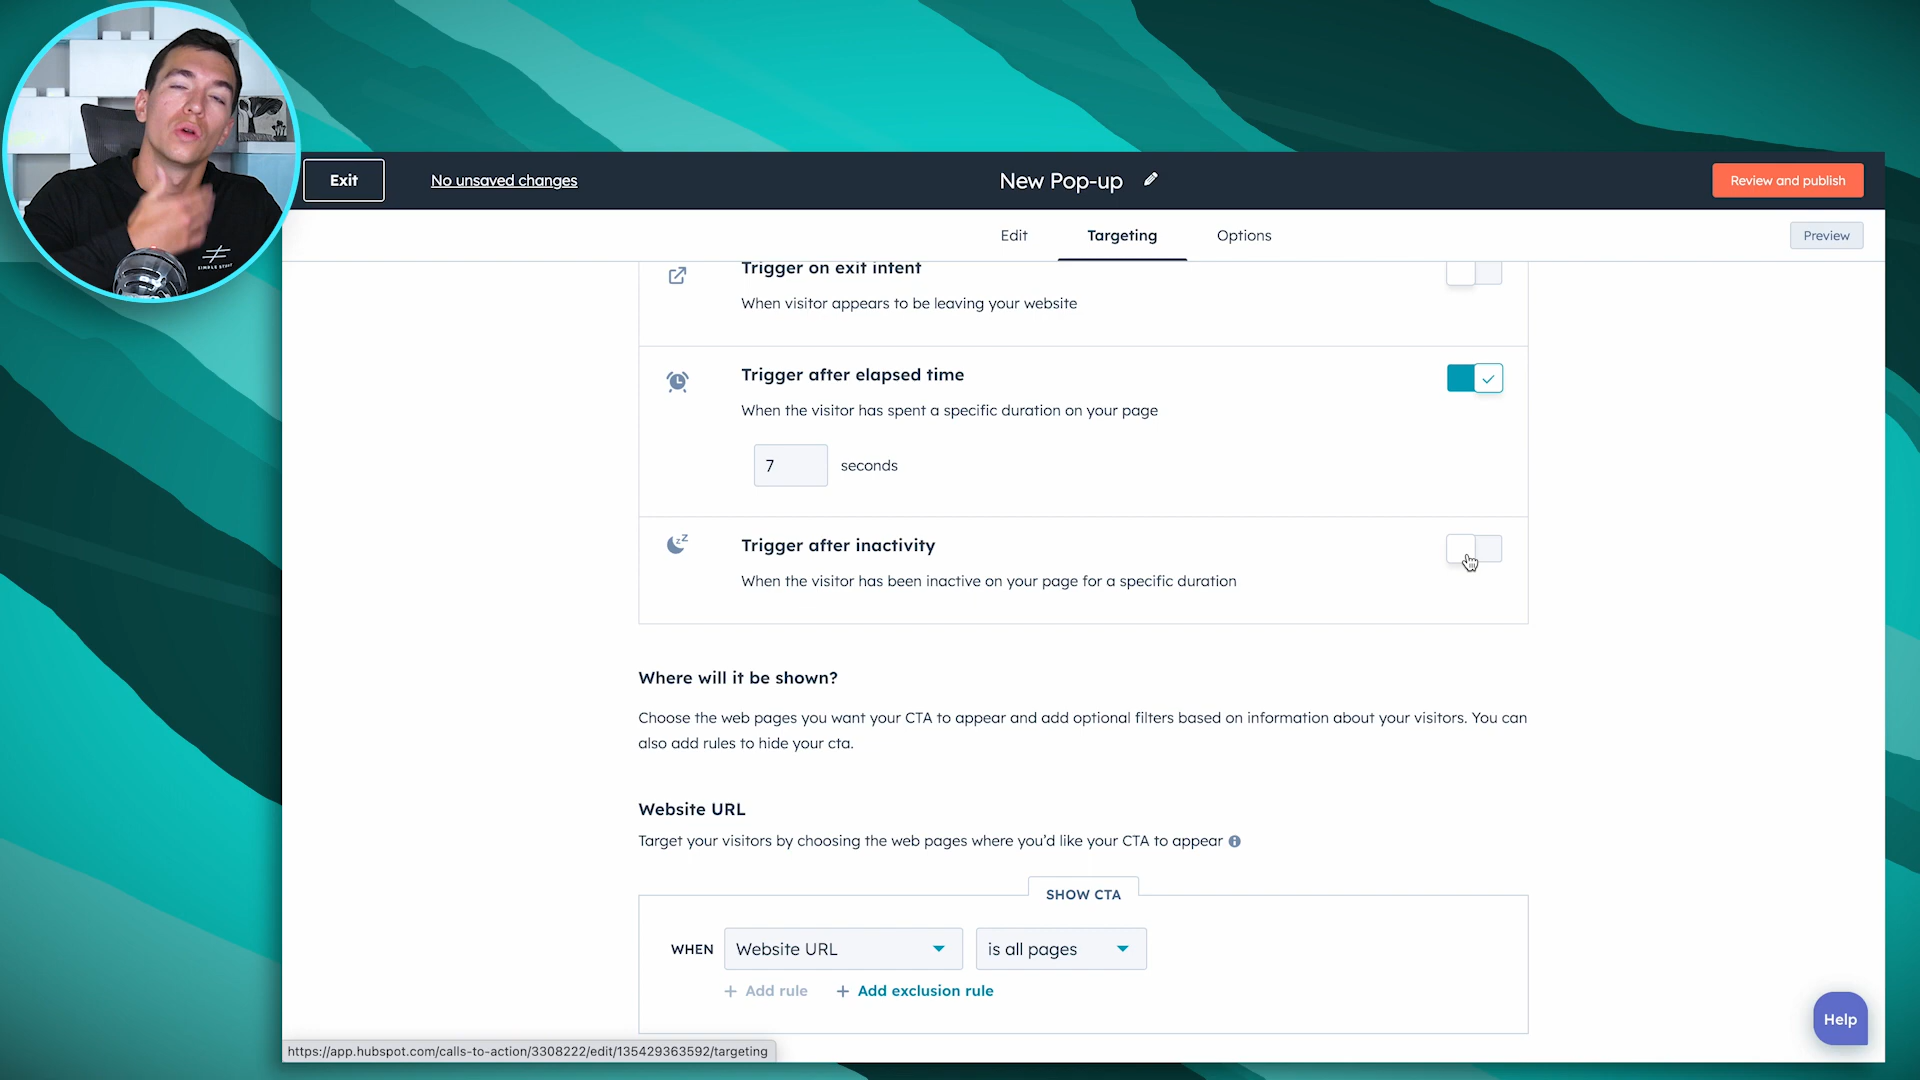 Exit
No unsaved changes
New Pop-up
Review and publish
Edit
Targeting
Options
Preview
Trigger on exit intent
When visitor appears to be leaving your website
Trigger after elapsed time
When the visitor has spent a specific duration on your page
7 seconds
Trigger after inactivity
When the visitor has been inactive on your page for a specific duration
Where will it be shown?
Choose the web pages you want your CTA to appear and add optional filters based on information about your visitors. You can
also add rules to hide your cta.
Website URL
Target your visitors by choosing the web pages where you'd like your CTA to appear
SHOW CTA
WHEN Website URL is all pages
+ Add rule + Add exclusion rule
Help
https://app.hubspot.com/calls-to-action/3308222/edit/135429363592/targeting